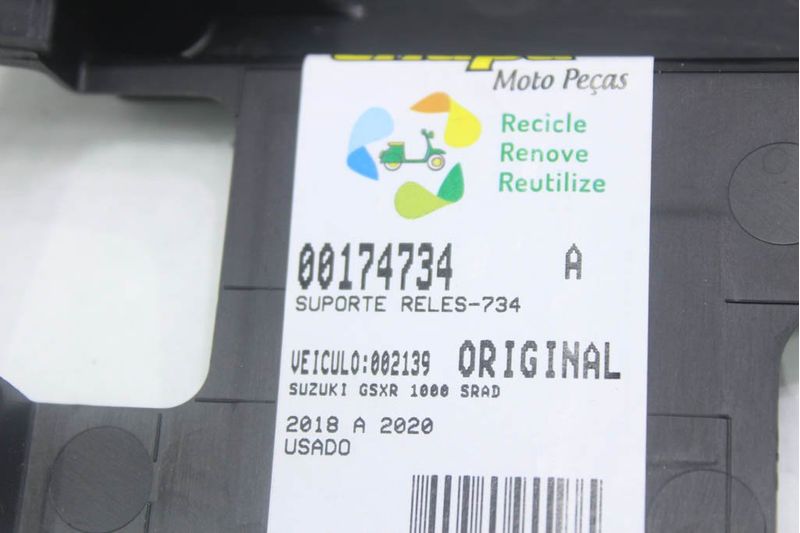 Moto Peças
Recicle
Renove
Reutilize
00174734 A
SUPORTE RELES-734
VEICULO:002139 ORIGINAL
SUZUKI GSXR 1000 SRAD
2018 A 2020
USADO